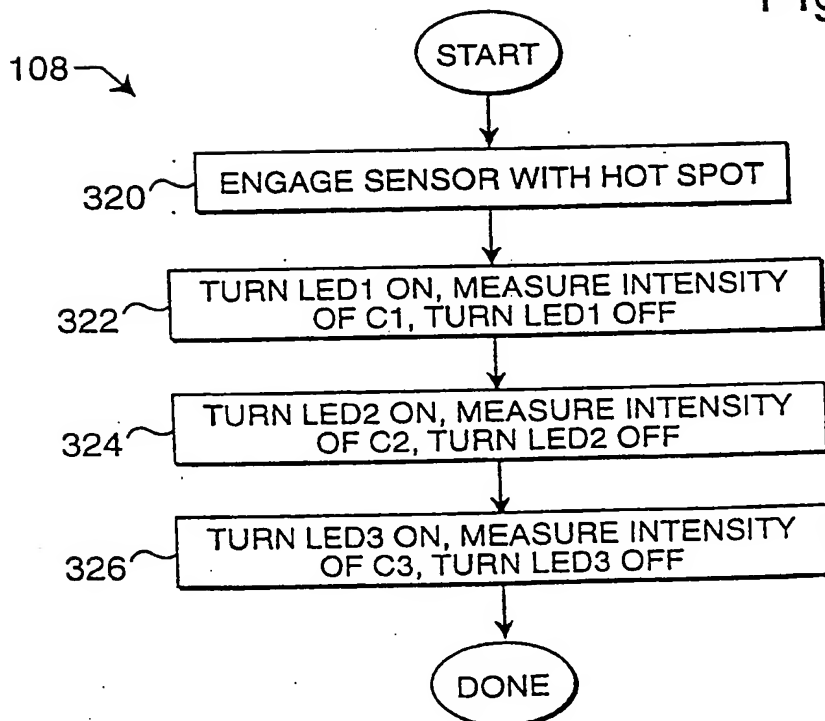 Fig
START
108
ENGAGE SENSOR WITH HOT SPOT
320
TURN LED1 ON, MEASURE INTENSITY
OF C1, TURN LED1 OFF
322
TURN LED2 ON, MEASURE INTENSITY
OF C2, TURN LED2 OFF
324
TURN LED3 ON, MEASURE INTENSITY
OF C3, TURN LED3 OFF
326
DONE